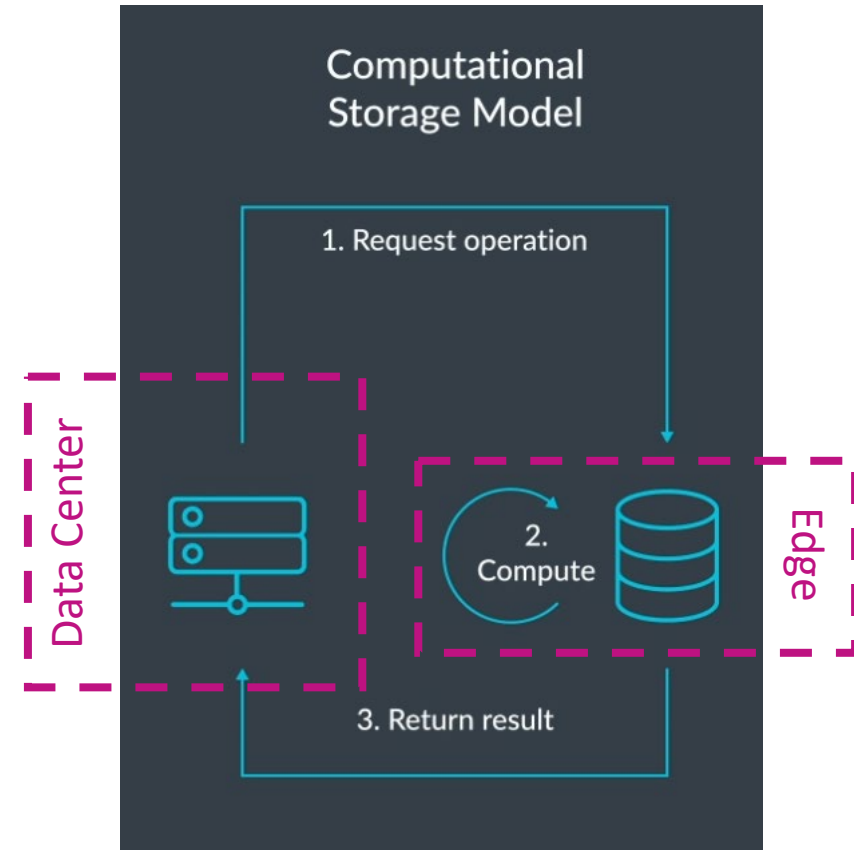 Computational
Storage Model
1. Request operation
Data Center
2.
Compute
Edge
3. Return result